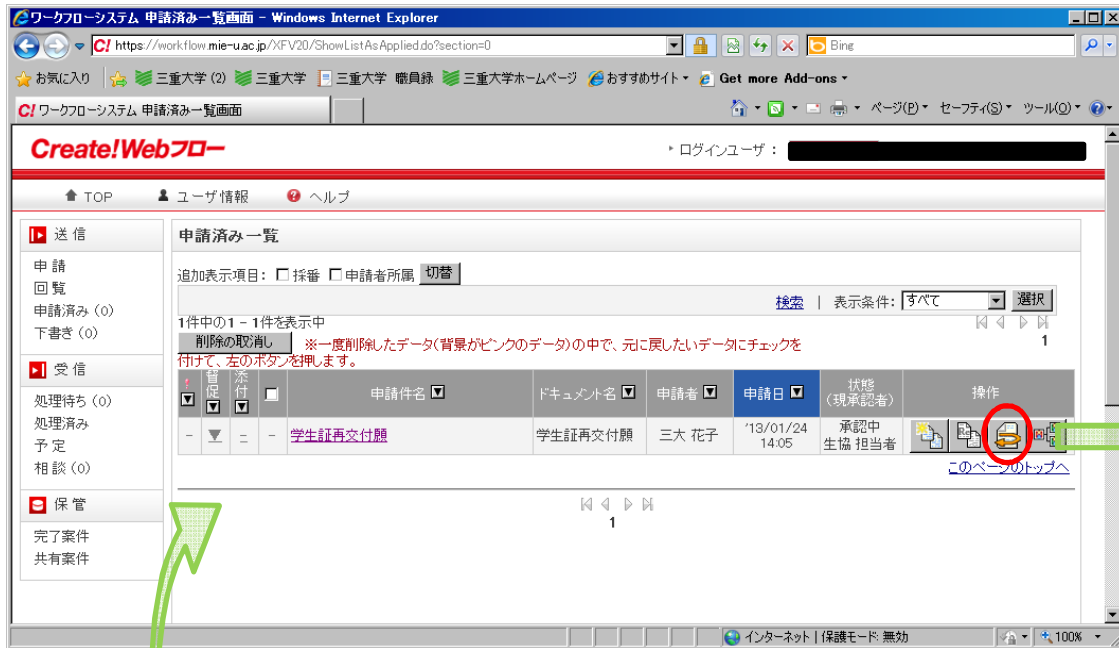 ワークフローシステム 申請済み一覧画面 - Windows Internet Explorer
https://workflow.mie-u.ac.jp/XFV20/ShowListAsApplied.do?section=0
Bing
お気に入り 三重大学 (2) 三重大学 三重大学 職員録 三重大学ホームページ おすすめサイト Get more Add-ons
C! ワークフローシステム 申請済み一覧画面
ページ(P) セーフティ(S) ツール(O)
Create!Webフロー
ログインユーザ :
TOP ユーザ情報 ヘルプ
送信
申請
回覧
申請済み (0)
下書き (0)
受信
処理待ち (0)
処理済み
予定
相談 (0)
保管
完了案件
共有案件
申請済み一覧
追加表示項目: 採番 申請者所属 切替
検索 | 表示条件: すべて 選択
1件中の1 - 1件を表示中
1
削除の取消し ※一度削除したデータ(背景がピンクのデータ)の中で、元に戻したいデータにチェックを
付けて、左のボタンを押します。
! 督促 添付 申請件名 ドキュメント名 申請者 申請日 状態(現承認者) 操作
- - - 学生証再交付願 学生証再交付願 三大 花子 '13/01/24 14:05 承認中 生協 担当者
このページのトップへ
1
インターネット | 保護モード: 無効 100%